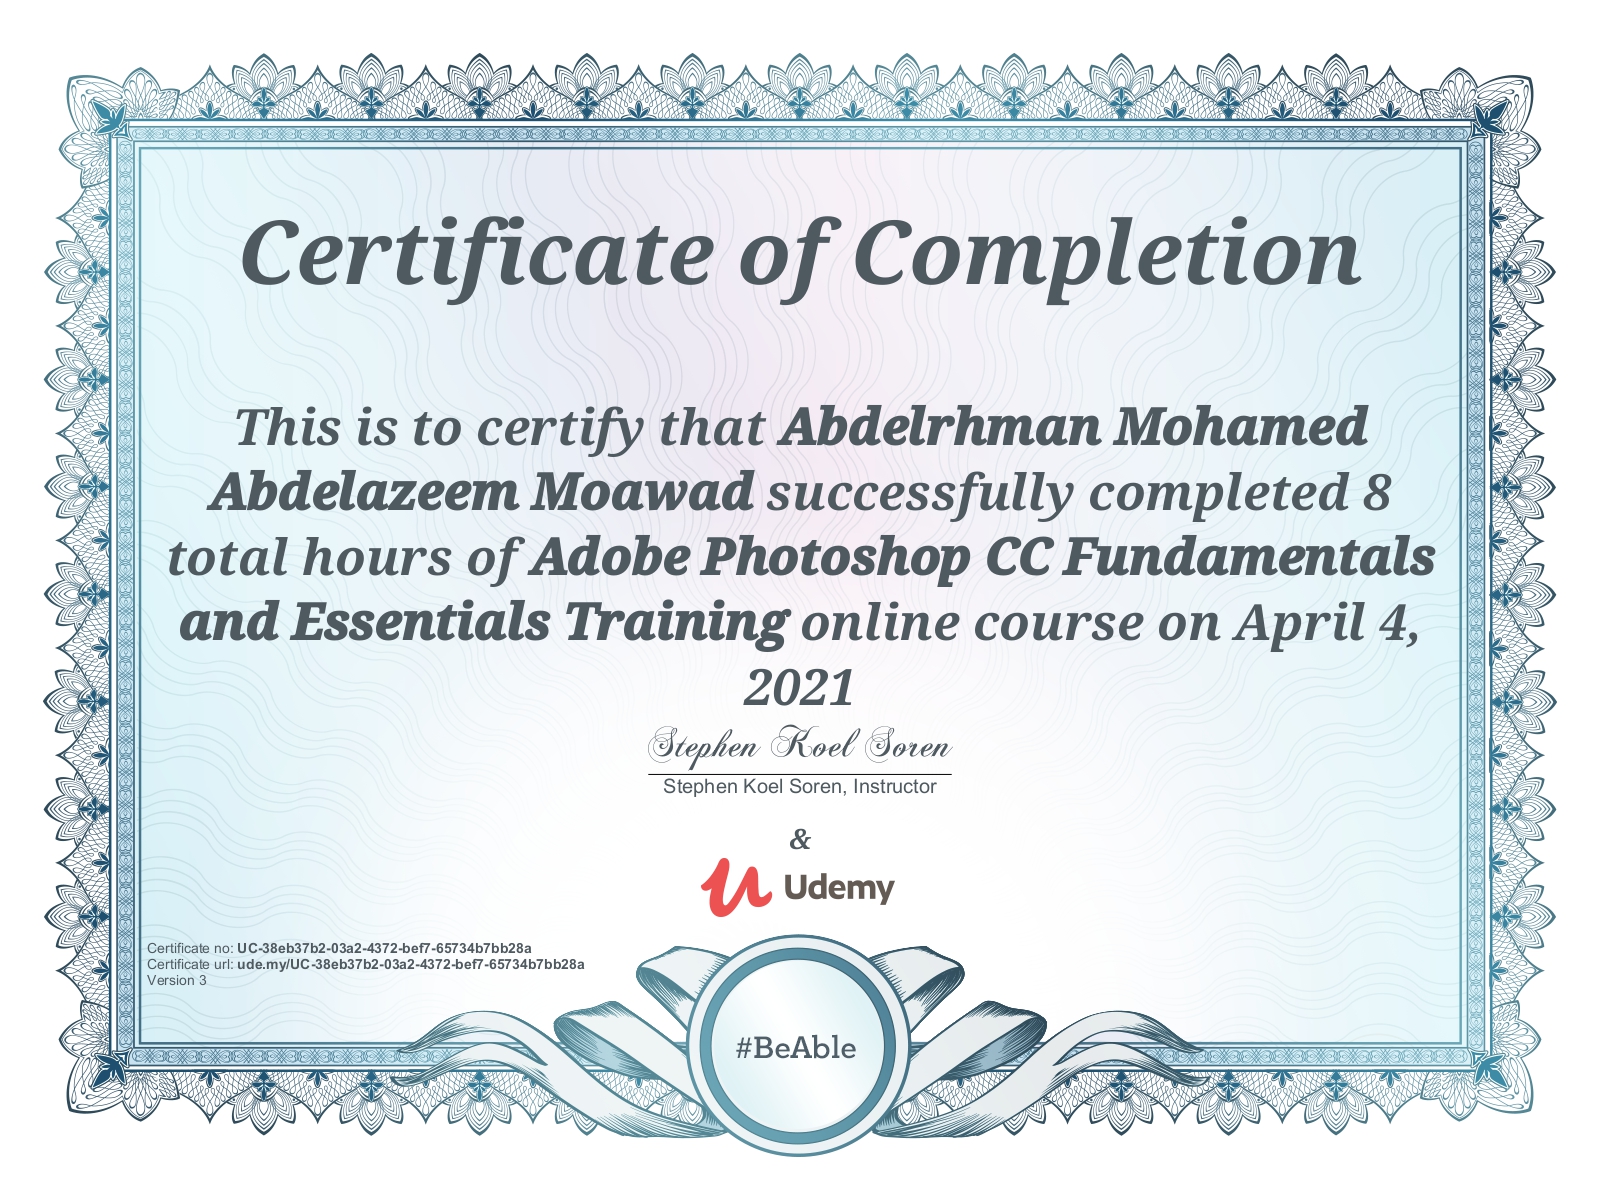 Certificate of Completion
This is to certify that Abdelrhman Mohamed
Abdelazeem Moawad successfully completed 8
total hours of Adobe Photoshop CC Fundamentals
and Essentials Training online course on April 4,
2021
Stephen Koel Soren
Stephen Koel Soren, Instructor
&
Udemy
Certificate no: UC-38eb37b2-03a2-4372-bef7-65734b7bb28a
Certificate url: ude.my/UC-38eb37b2-03a2-4372-bef7-65734b7bb28a
Version 3
#BeAble